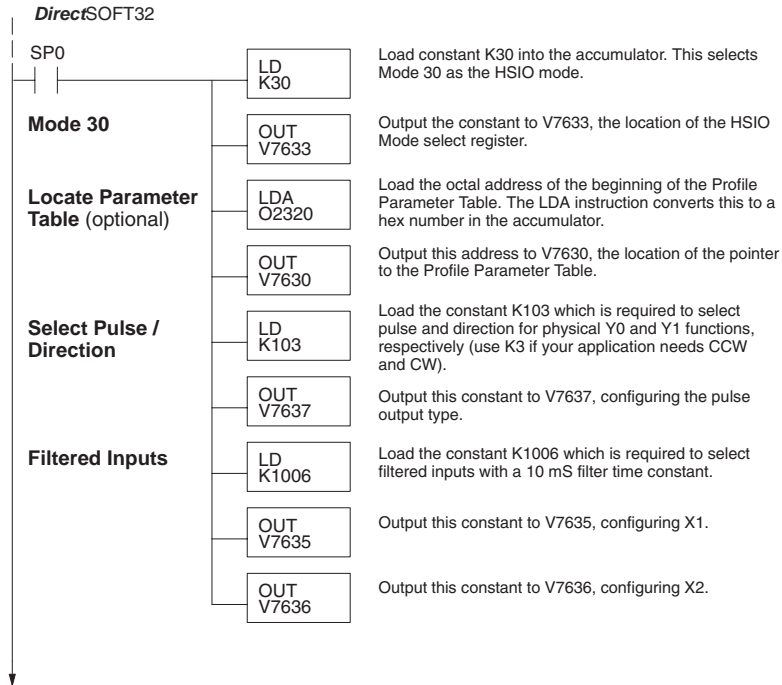 DirectSOFT32
SP0
LD
K30
Load constant K30 into the accumulator. This selects
Mode 30 as the HSIO mode.
Mode 30
OUT
V7633
Output the constant to V7633, the location of the HSIO
Mode select register.
Locate Parameter
Table (optional)
LDA
O2320
Load the octal address of the beginning of the Profile
Parameter Table. The LDA instruction converts this to a
hex number in the accumulator.
OUT
V7630
Output this address to V7630, the location of the pointer
to the Profile Parameter Table.
Select Pulse /
Direction
LD
K103
Load the constant K103 which is required to select
pulse and direction for physical Y0 and Y1 functions,
respectively (use K3 if your application needs CCW
and CW).
OUT
V7637
Output this constant to V7637, configuring the pulse
output type.
Filtered Inputs
LD
K1006
Load the constant K1006 which is required to select
filtered inputs with a 10 mS filter time constant.
OUT
V7635
Output this constant to V7635, configuring X1.
OUT
V7636
Output this constant to V7636, configuring X2.